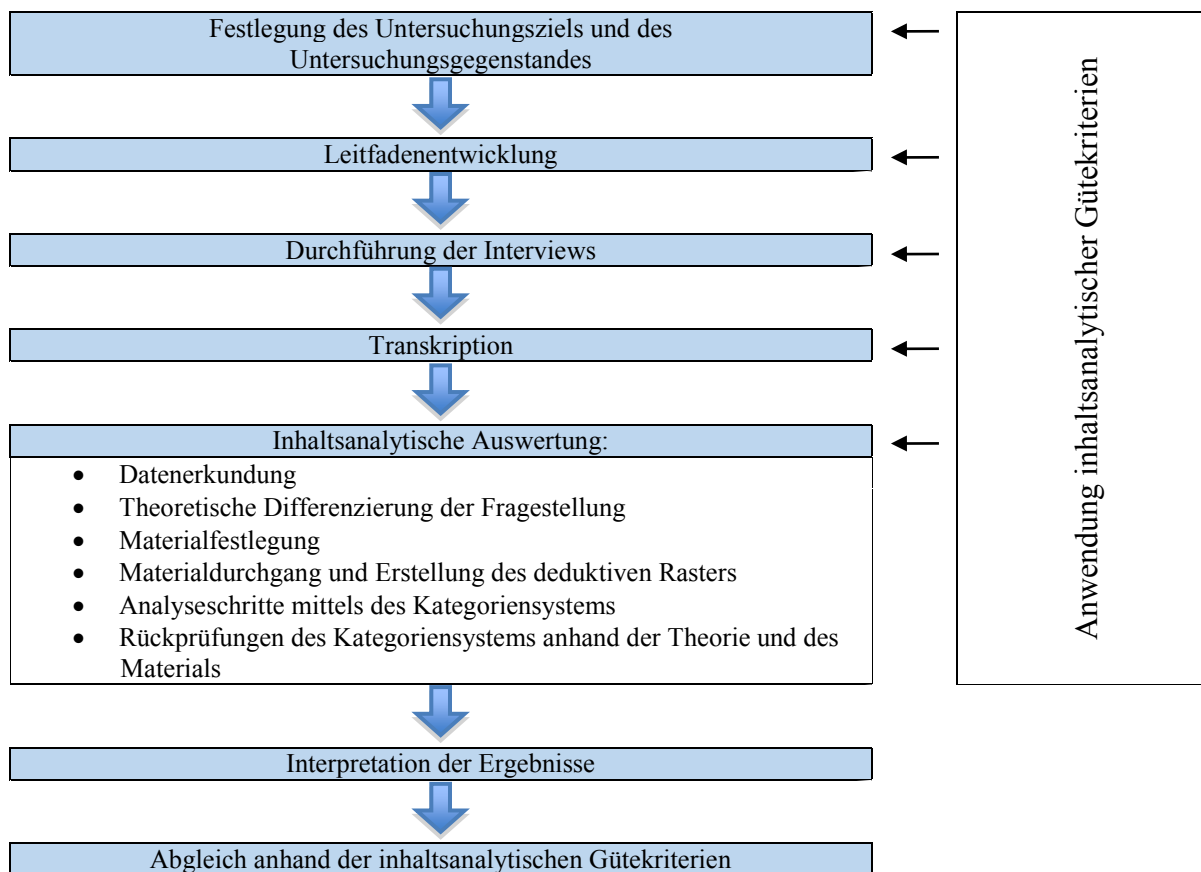 Festlegung des Untersuchungsziels und des
Untersuchungsgegenstandes
Leitfadenentwicklung
Durchführung der Interviews
Transkription
Inhaltsanalytische Auswertung:
• Datenerkundung
• Theoretische Differenzierung der Fragestellung
• Materialfestlegung
• Materialdurchgang und Erstellung des deduktiven Rasters
• Analyseschritte mittels des Kategoriensystems
• Rückprüfungen des Kategoriensystems anhand der Theorie und des
Materials
Interpretation der Ergebnisse
Abgleich anhand der inhaltsanalytischen Gütekriterien
Anwendung inhaltsanalytischer Gütekriterien